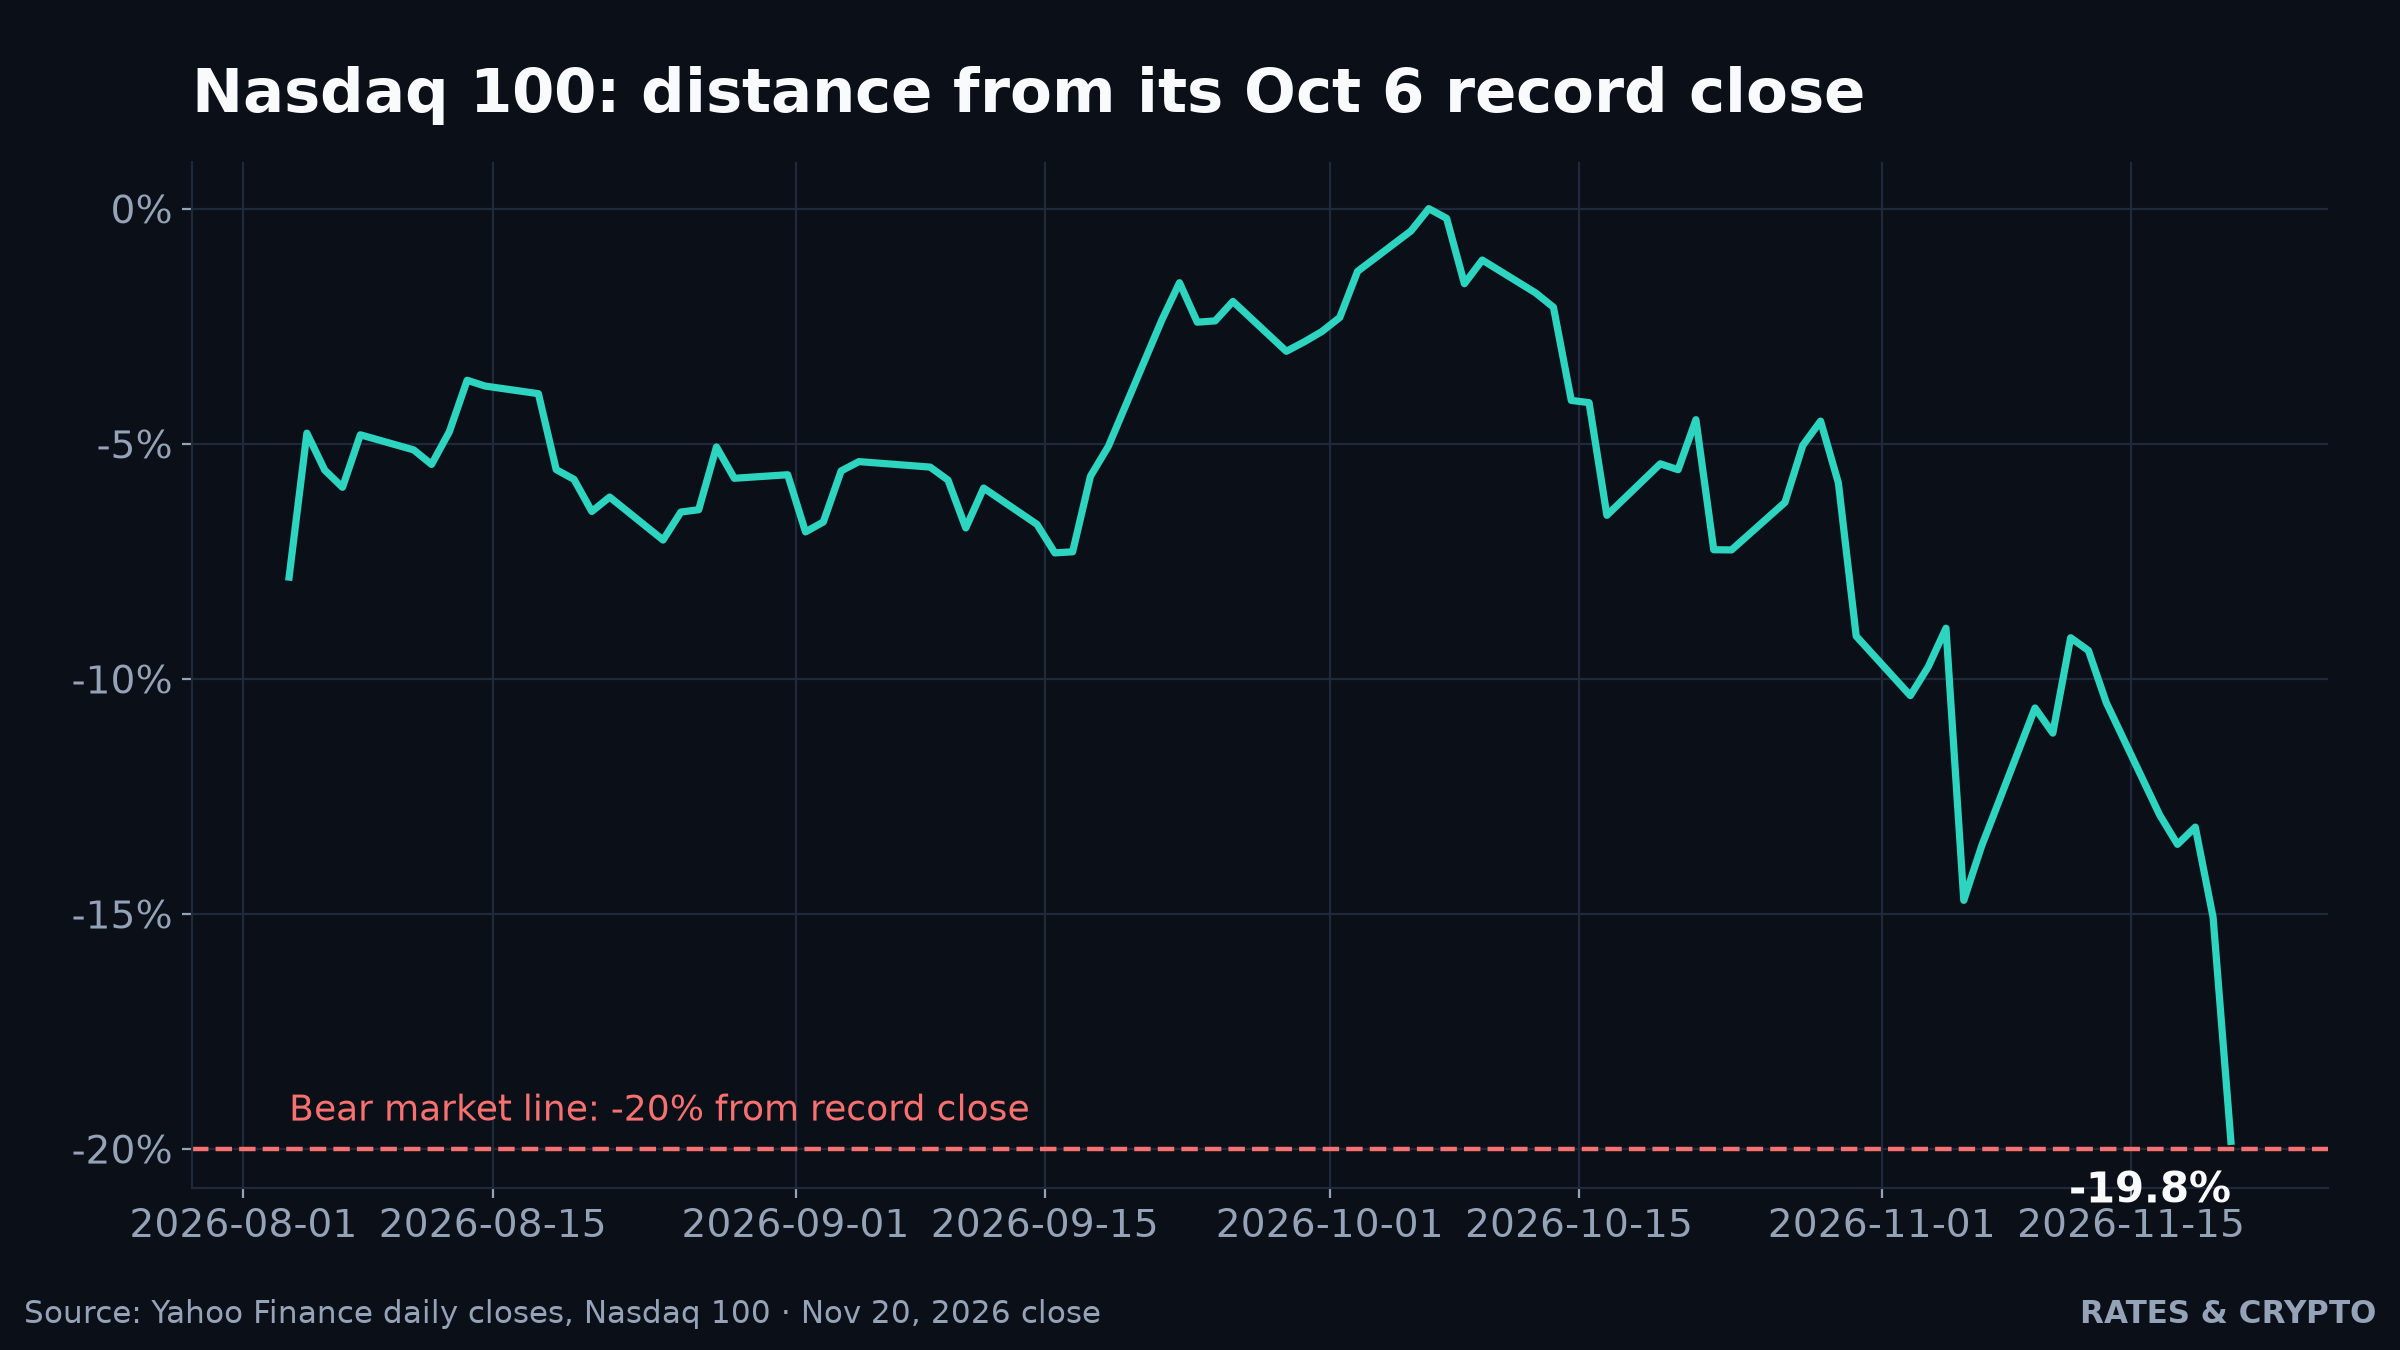 Nasdaq 100: distance from its Oct 6 record close
0%
-5%
-10%
-15%
Bear market line: -20% from record close
-20%
-19.8%
2026-08-01 2026-08-15 2026-09-01 2026-09-15 2026-10-01 2026-10-15 2026-11-01 2026-11-15
Source: Yahoo Finance daily closes, Nasdaq 100 · Nov 20, 2026 close
RATES & CRYPTO